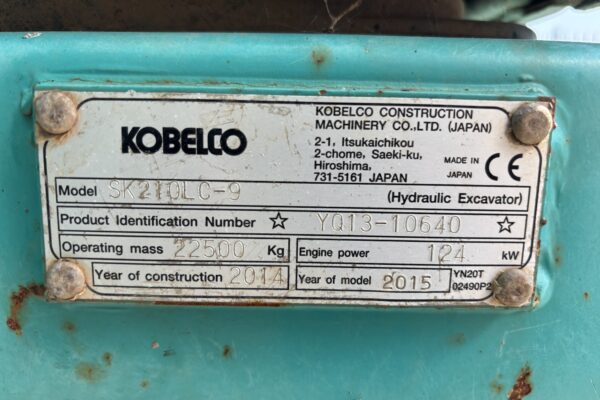 KOBELCO
KOBELCO CONSTRUCTION
MACHINERY CO.,LTD. (JAPAN)
2-1, Itsukaichikou
2-chome, Saeki-ku,
Hiroshima,
731-5161 JAPAN
MADE IN
JAPAN
CE
Model SK210LC-9 (Hydraulic Excavator)
Product Identification Number ☆ YQ13-10640 ☆
Operating mass 22500 Kg
Engine power 124 kW
Year of construction 2014
Year of model 2015
YN20T
02490P2